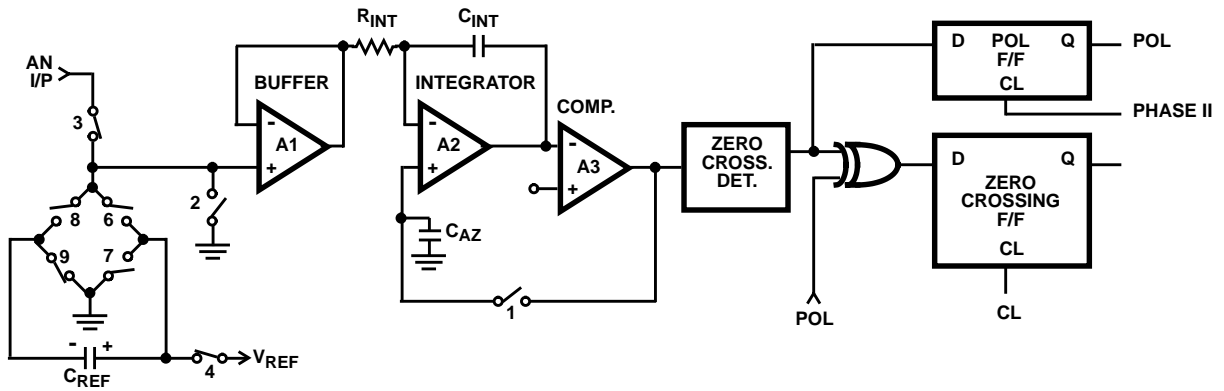 AN
I/P
3
8
6
9
7
2
-
+
C_REF
4
V_REF
BUFFER
-
A1
+
R_INT
C_INT
INTEGRATOR
-
A2
+
C_AZ
1
COMP.
-
A3
+
ZERO
CROSS.
DET.
POL
D POL Q
F/F
CL
POL
PHASE II
D Q
ZERO
CROSSING
F/F
CL
CL